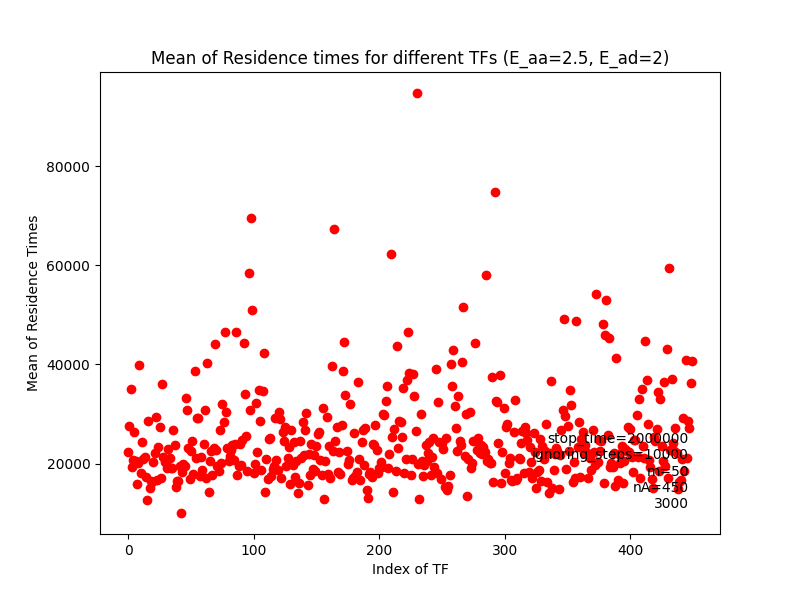 Mean of Residence times for different TFs (E_aa=2.5, E_ad=2)
Mean of Residence Times
80000
60000
40000
20000
stop_time=2000000
ignoring_steps=10000
m=50
nA=450
3000
0
100
200
300
400
Index of TF